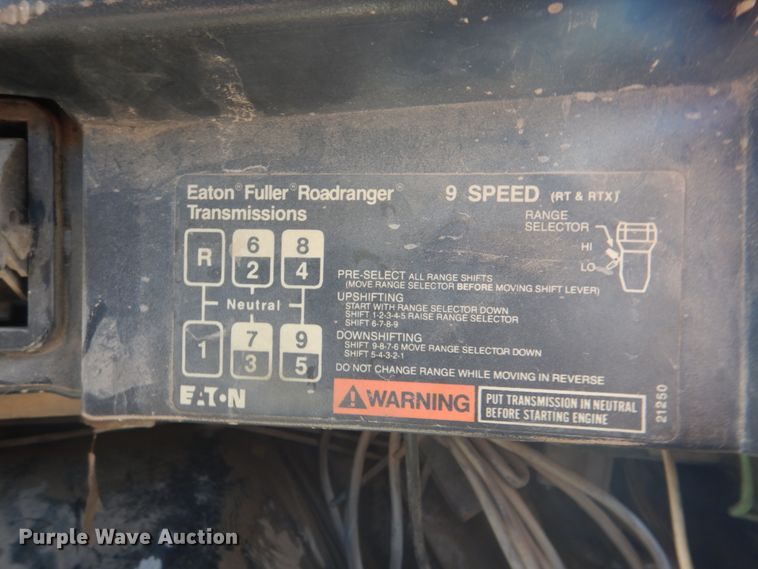 Eaton® Fuller® Roadranger® 9 SPEED (RT & RTX)
Transmissions
RANGE
SELECTOR
HI
LO
R 6 8
2 4
Neutral
1 7 9
3 5
PRE-SELECT ALL RANGE SHIFTS
(MOVE RANGE SELECTOR BEFORE MOVING SHIFT LEVER)
UPSHIFTING
START WITH RANGE SELECTOR DOWN
SHIFT 1-2-3-4-5 RAISE RANGE SELECTOR
SHIFT 6-7-8-9
DOWNSHIFTING
SHIFT 9-8-7-6 MOVE RANGE SELECTOR DOWN
SHIFT 5-4-3-2-1
DO NOT CHANGE RANGE WHILE MOVING IN REVERSE
EATON
WARNING
PUT TRANSMISSION IN NEUTRAL
BEFORE STARTING ENGINE
21250
Purple Wave Auction
Purple Wave Auction